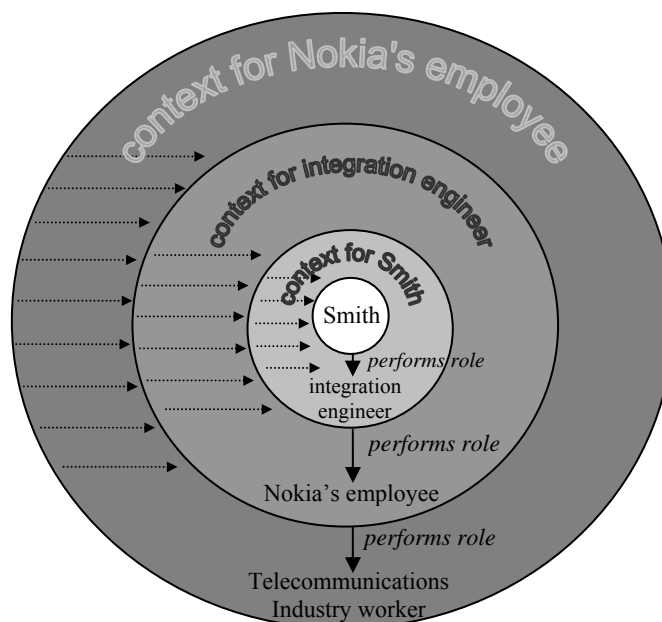 context for Nokia's employee
context for integration engineer
context for Smith
Smith
performs role
integration
engineer
performs role
Nokia’s employee
performs role
Telecommunications
Industry worker